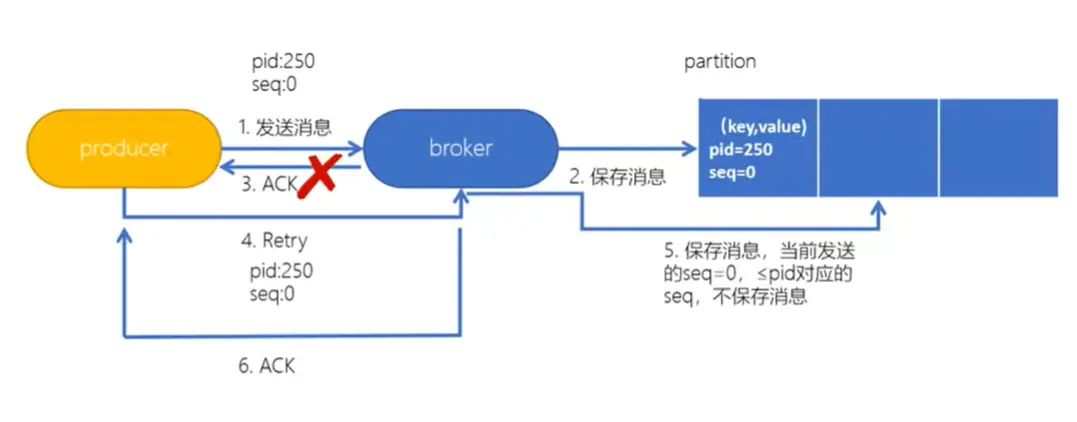 pid:250
seq:0
partition
producer
1. 发送消息
broker
（key,value)
pid=250
seq=0
3. ACK
2. 保存消息
4. Retry
pid:250
seq:0
5. 保存消息，当前发送
的seq=0，≤pid对应的
seq，不保存消息
6. ACK